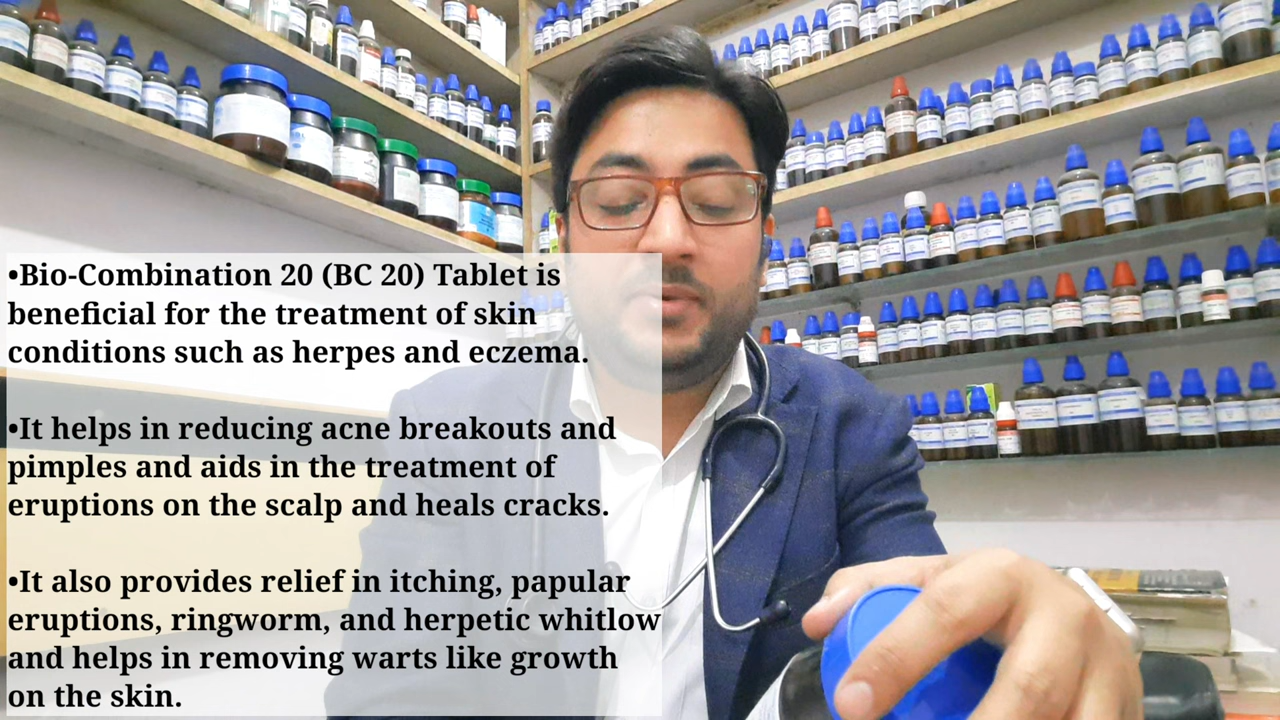 •Bio-Combination 20 (BC 20) Tablet is
beneficial for the treatment of skin
conditions such as herpes and eczema.
•It helps in reducing acne breakouts and
pimples and aids in the treatment of
eruptions on the scalp and heals cracks.
•It also provides relief in itching, papular
eruptions, ringworm, and herpetic whitlow
and helps in removing warts like growth
on the skin.